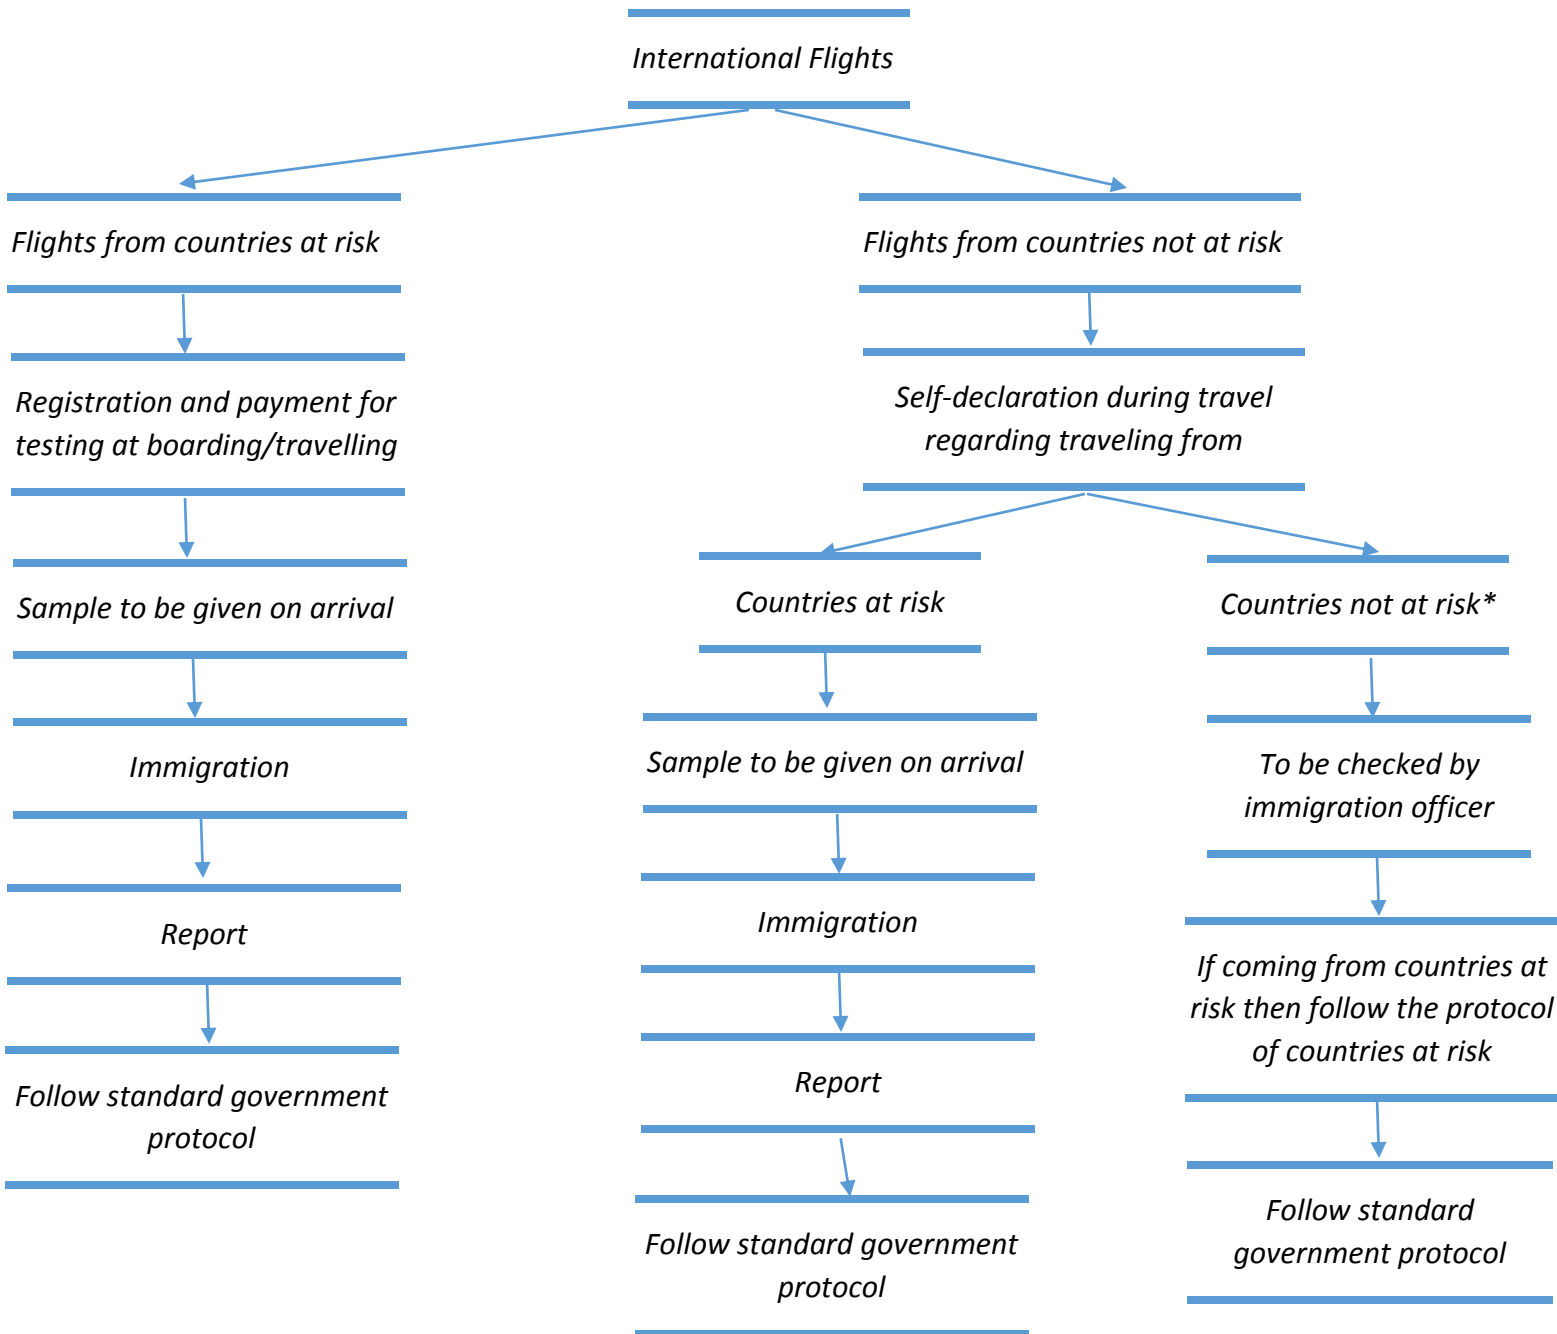 International Flights
Flights from countries at risk
Flights from countries not at risk
Registration and payment for
testing at boarding/travelling
Self-declaration during travel
regarding traveling from
Sample to be given on arrival
Countries at risk
Countries not at risk*
Immigration
Sample to be given on arrival
To be checked by
immigration officer
Report
Immigration
If coming from countries at
risk then follow the protocol
of countries at risk
Follow standard government
protocol
Report
Follow standard government
protocol
Follow standard
government protocol